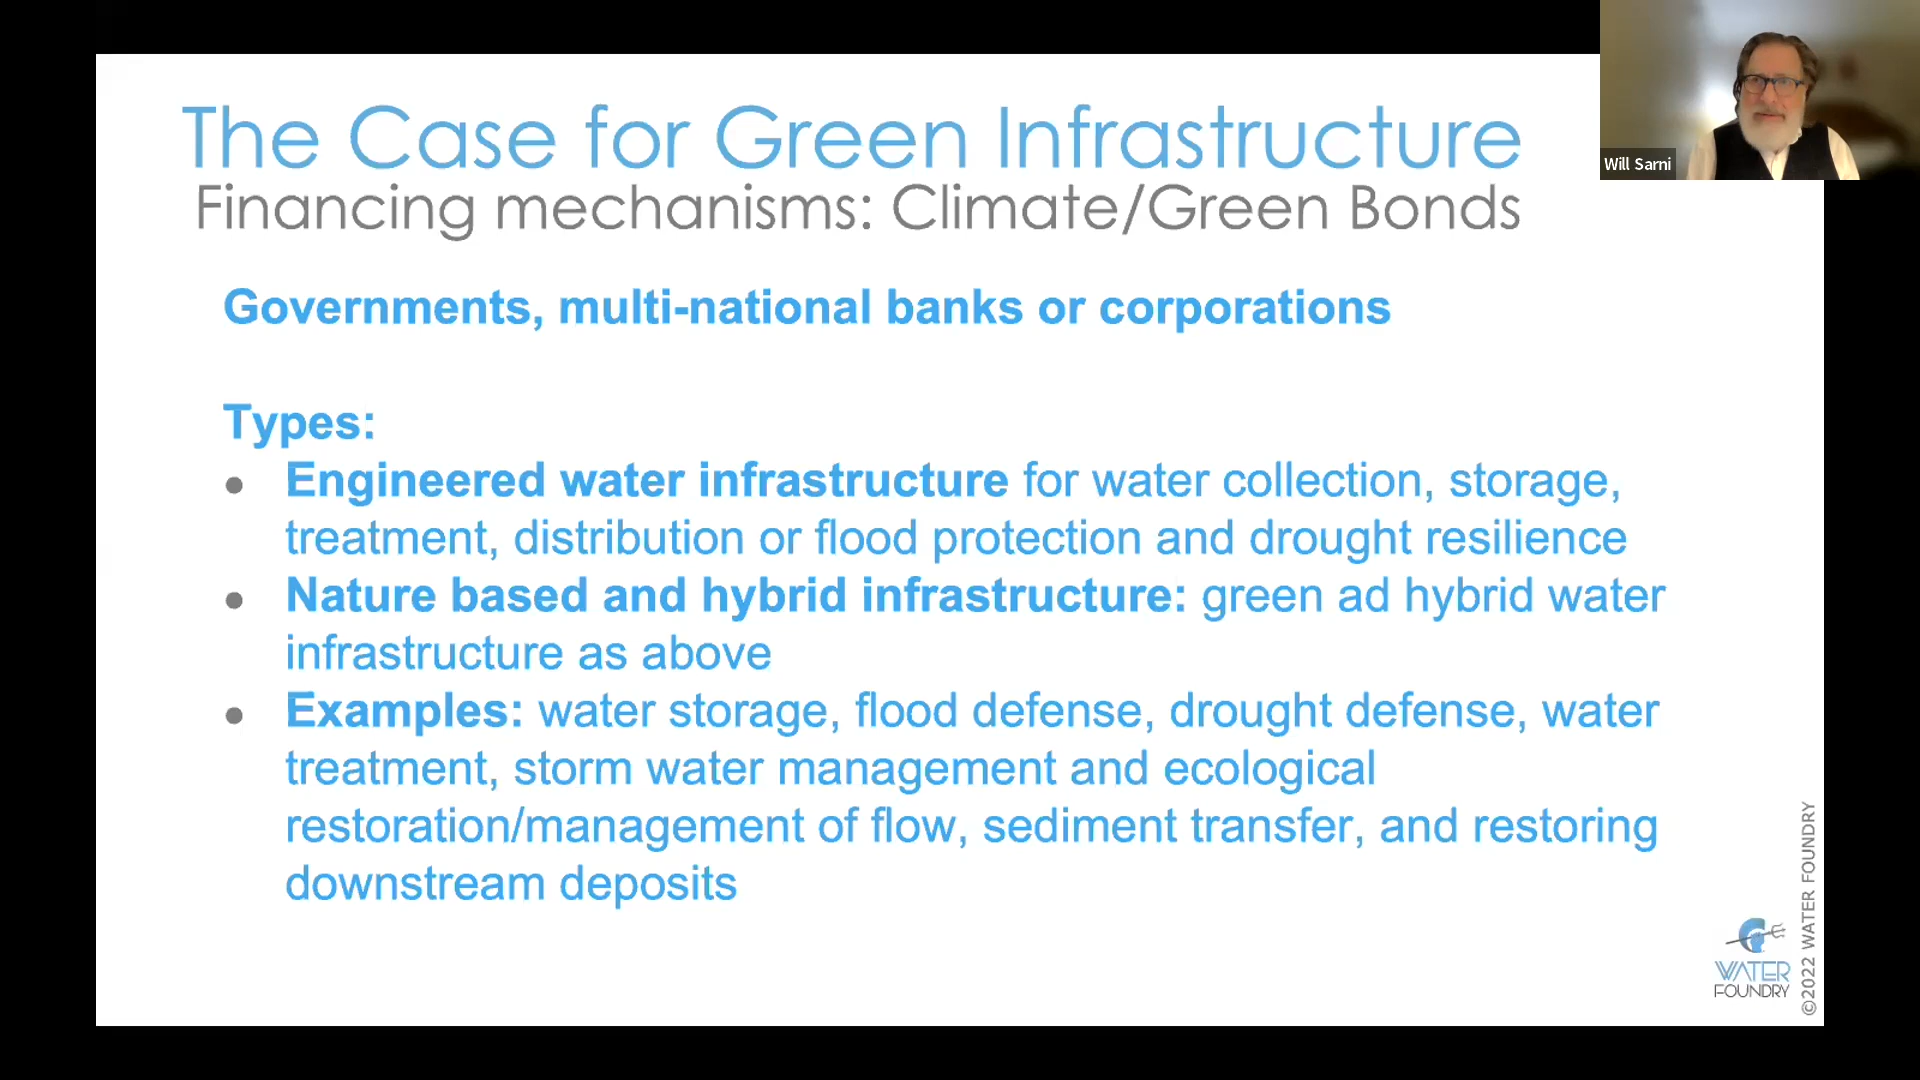 The Case for Green Infrastructure
Financing mechanisms: Climate/Green Bonds
Will Sarni
Governments, multi-national banks or corporations
Types:
● Engineered water infrastructure for water collection, storage,
treatment, distribution or flood protection and drought resilience
● Nature based and hybrid infrastructure: green ad hybrid water
infrastructure as above
● Examples: water storage, flood defense, drought defense, water
treatment, storm water management and ecological
restoration/management of flow, sediment transfer, and restoring
downstream deposits
WATER
FOUNDRY
©2022 WATER FOUNDRY